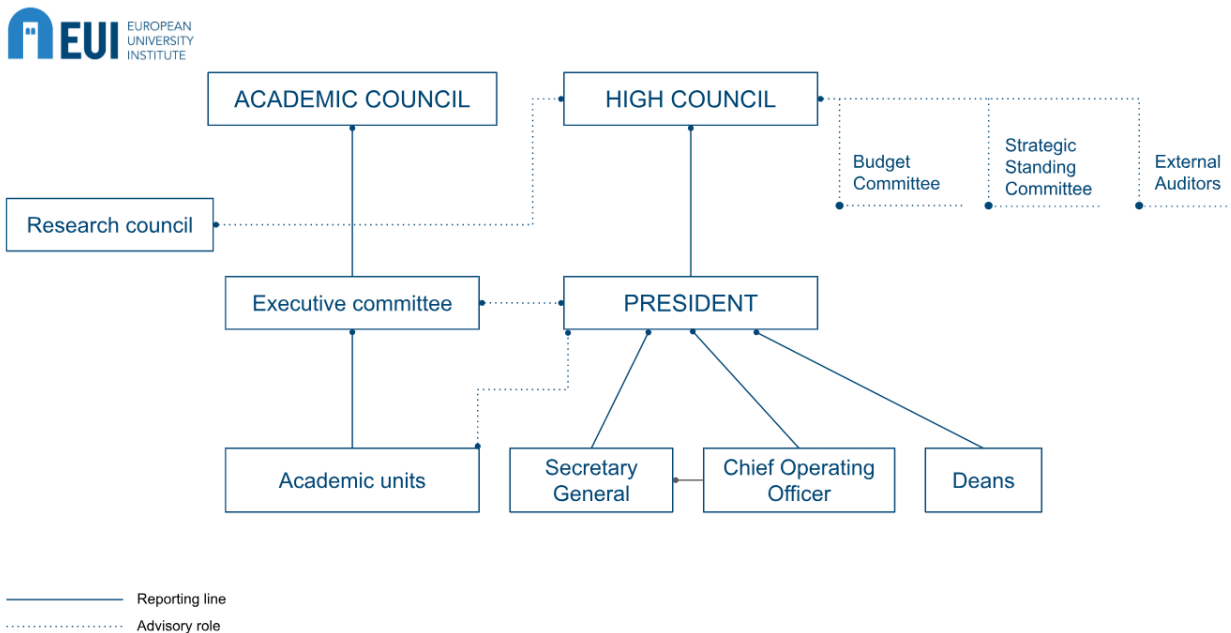 EUI
EUROPEAN
UNIVERSITY
INSTITUTE
ACADEMIC COUNCIL
HIGH COUNCIL
Budget
Committee
Strategic
Standing
Committee
External
Auditors
Research council
Executive committee
PRESIDENT
Academic units
Secretary
General
Chief Operating
Officer
Deans
Reporting line
Advisory role